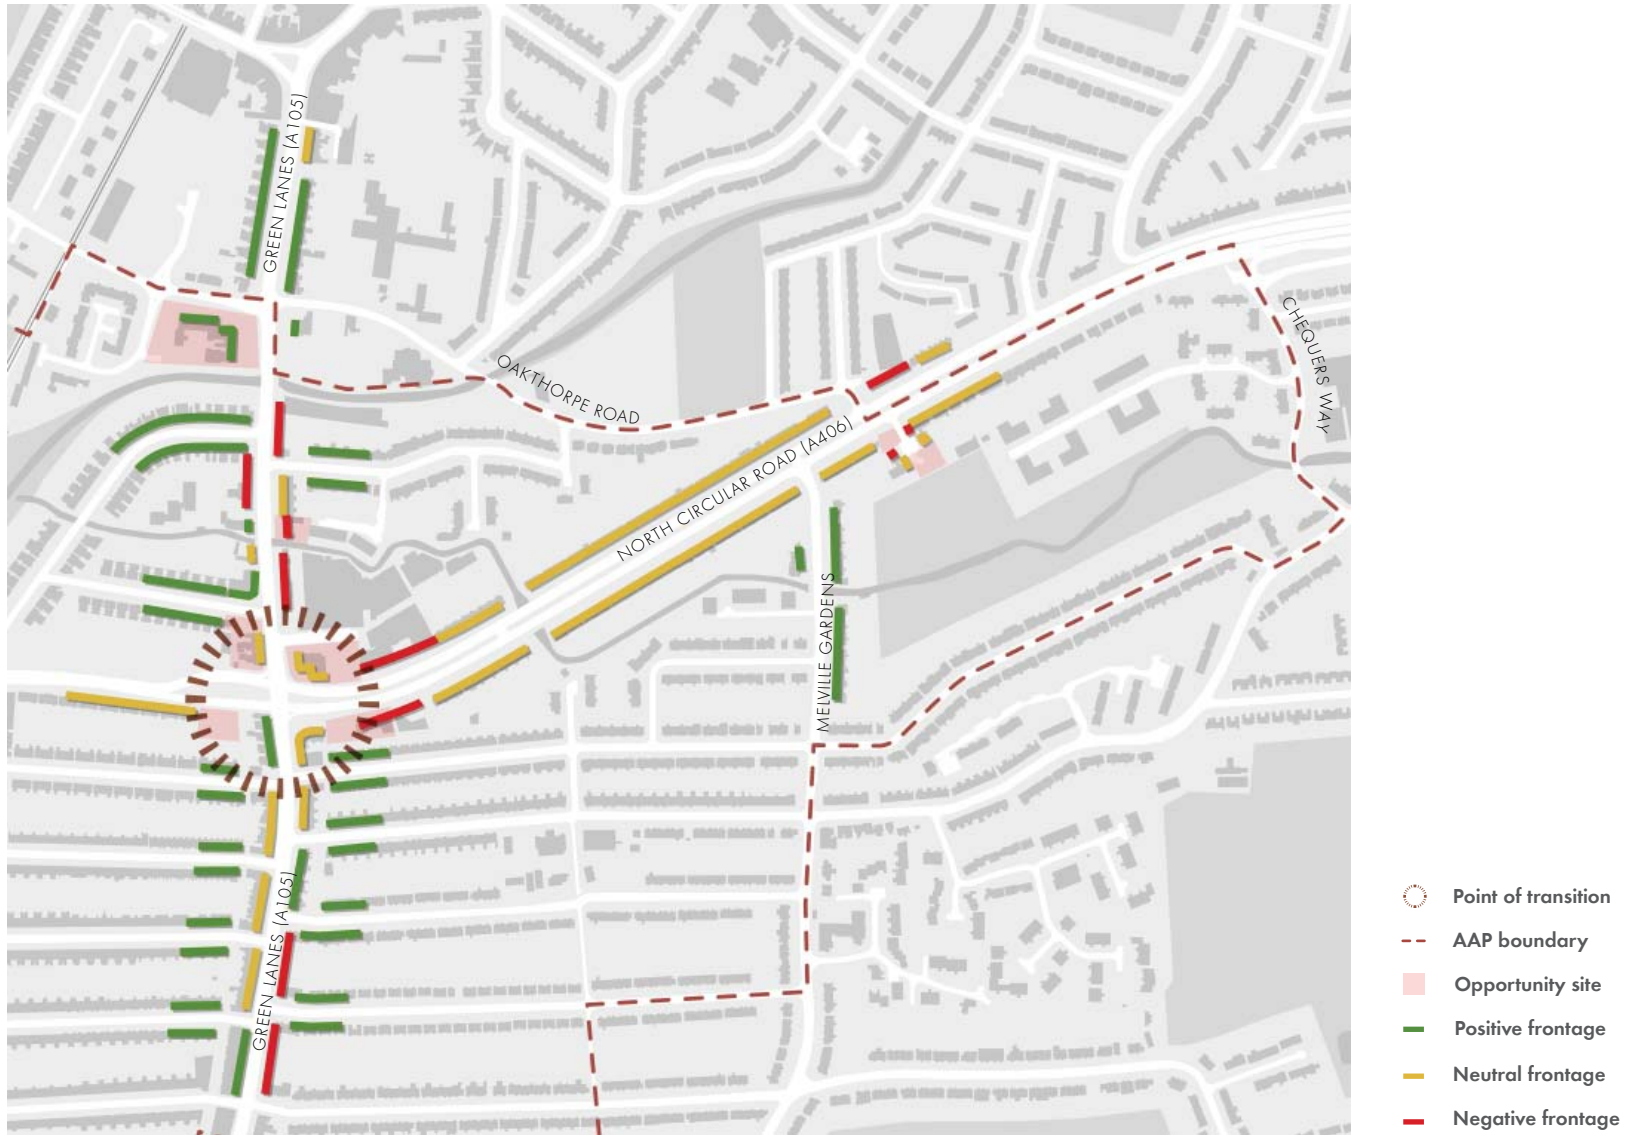 GREEN LANES (A105)
CHEQUERS WAY
OAKTHORPE ROAD
NORTH CIRCULAR ROAD (A406)
MELVILLE GARDENS
GREEN LANES (A105)
Point of transition
AAP boundary
Opportunity site
Positive frontage
Neutral frontage
Negative frontage